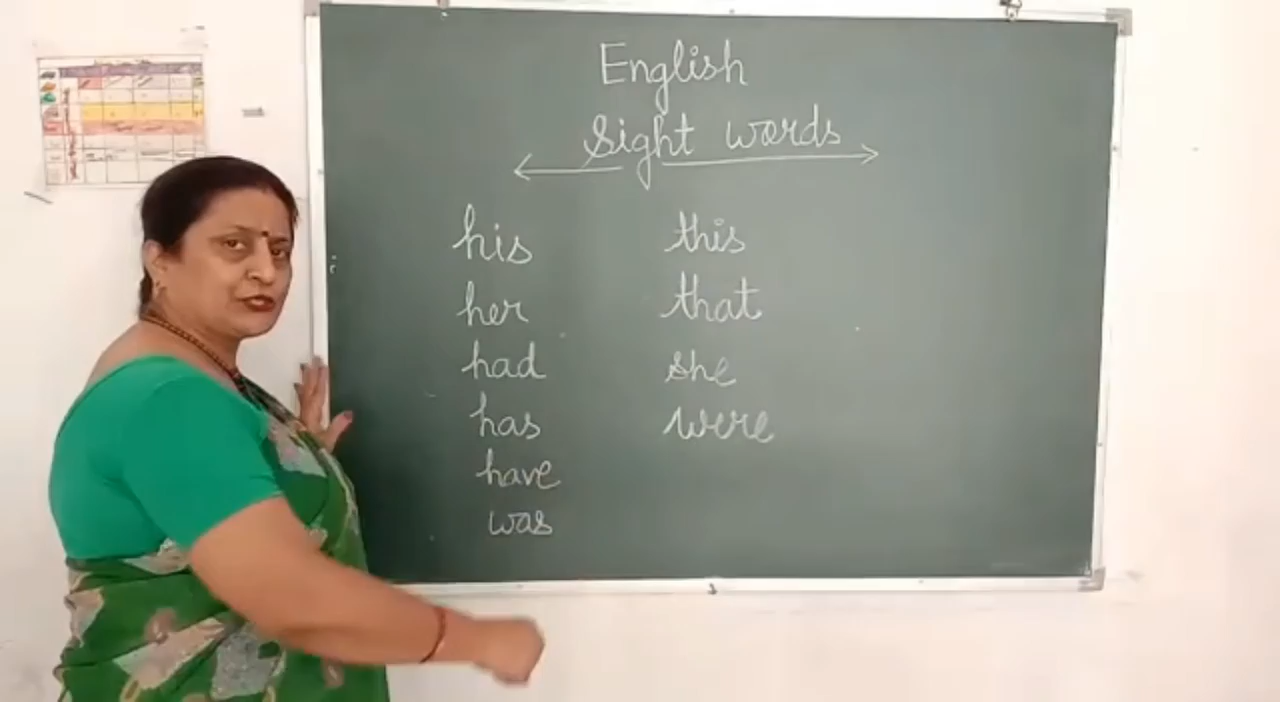 English
Sight words
his
her
had
has
have
was
this
that
she
were